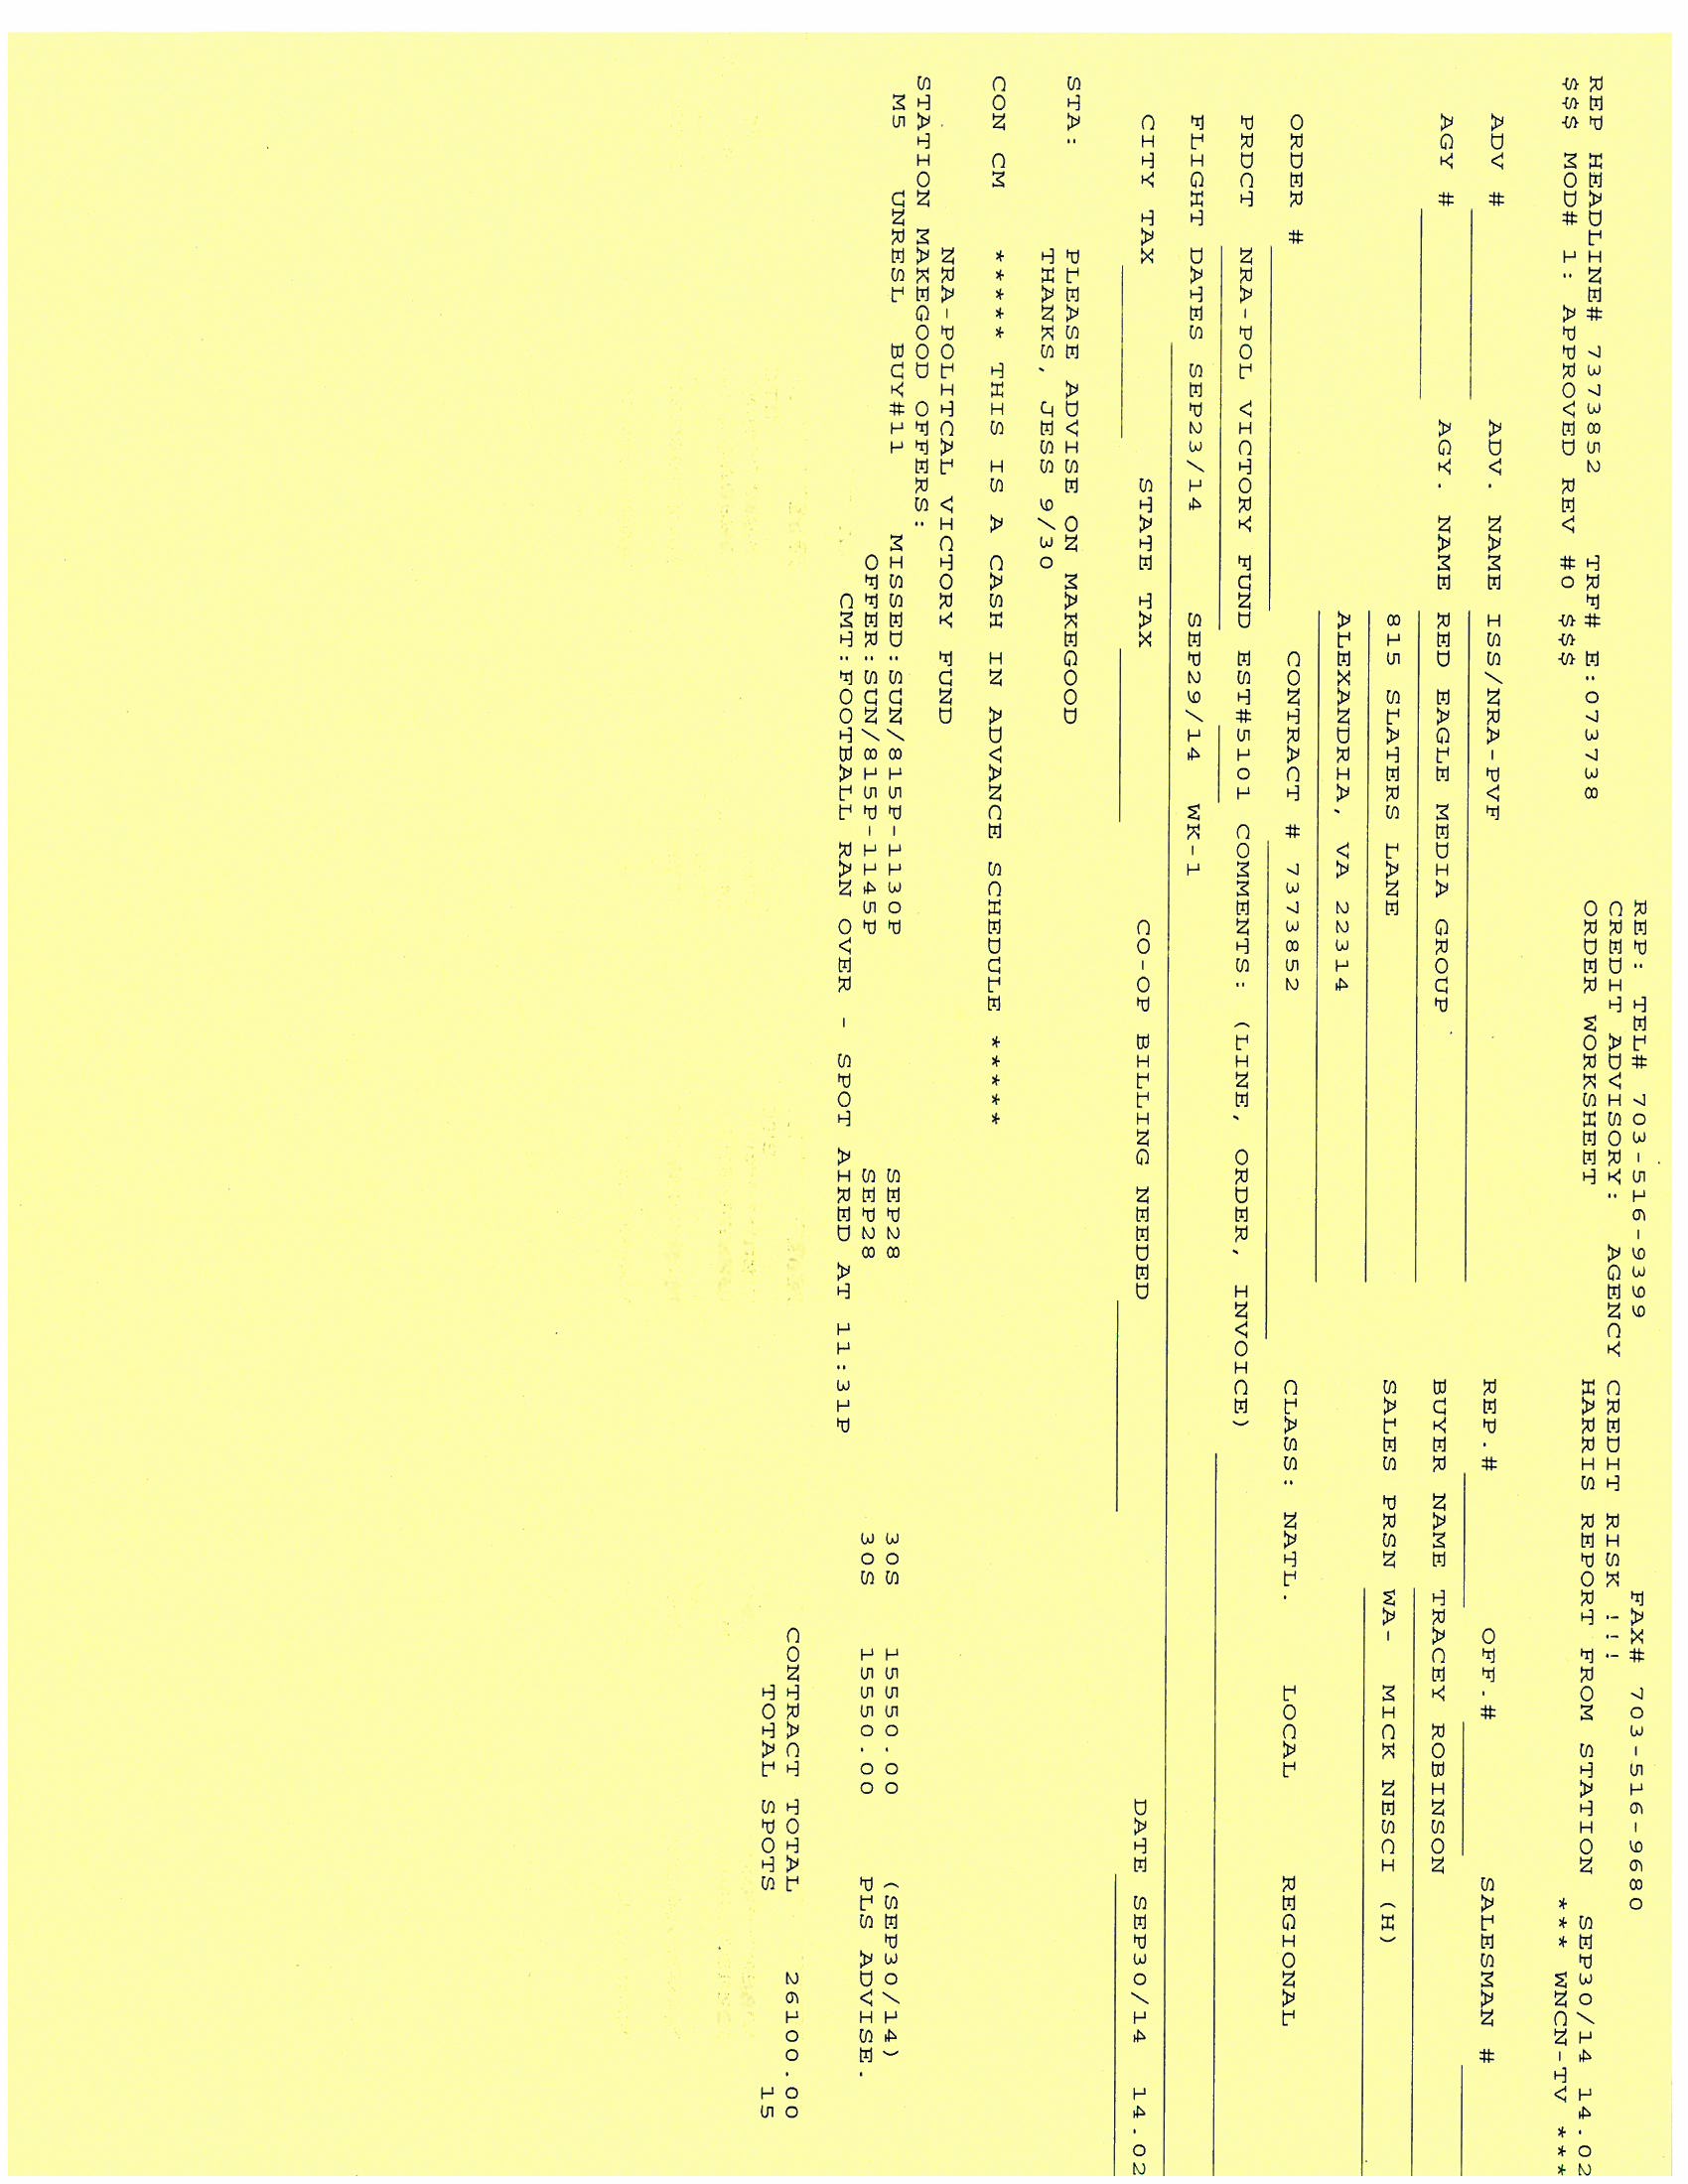 REP: TEL# 703-516-9399 FAX# 703-516-9680
CREDIT ADVISORY: AGENCY CREDIT RISK !!!
REP HEADLINE# 7373852 TRF# E:073738 ORDER WORKSHEET HARRIS REPORT FROM STATION SEP30/14 14.02
$$$ MOD# 1: APPROVED REV #0 $$$ *** WNCN-TV ***
ADV # ADV. NAME ISS/NRA-PVF REP.# OFF.# SALESMAN #
AGY # AGY. NAME RED EAGLE MEDIA GROUP BUYER NAME TRACEY ROBINSON
815 SLATERS LANE SALES PRSN WA- MICK NESCI (H)
ALEXANDRIA, VA 22314
ORDER # CONTRACT # 7373852 CLASS: NATL. LOCAL REGIONAL
PRDCT NRA-POL VICTORY FUND EST#5101 COMMENTS: (LINE, ORDER, INVOICE)
FLIGHT DATES SEP23/14 SEP29/14 WK-1
CITY TAX STATE TAX CO-OP BILLING NEEDED DATE SEP30/14 14.02
STA: PLEASE ADVISE ON MAKEGOOD
THANKS, JESS 9/30
CON CM ***** THIS IS A CASH IN ADVANCE SCHEDULE *****
NRA-POLITCAL VICTORY FUND
STATION MAKEGOOD OFFERS:
M5 UNRESL BUY#11 MISSED:SUN/815P-1130P SEP28 30S 15550.00 (SEP30/14)
OFFER:SUN/815P-1145P SEP28 30S 15550.00 PLS ADVISE.
CMT:FOOTBALL RAN OVER - SPOT AIRED AT 11:31P
CONTRACT TOTAL 26100.00
TOTAL SPOTS 15